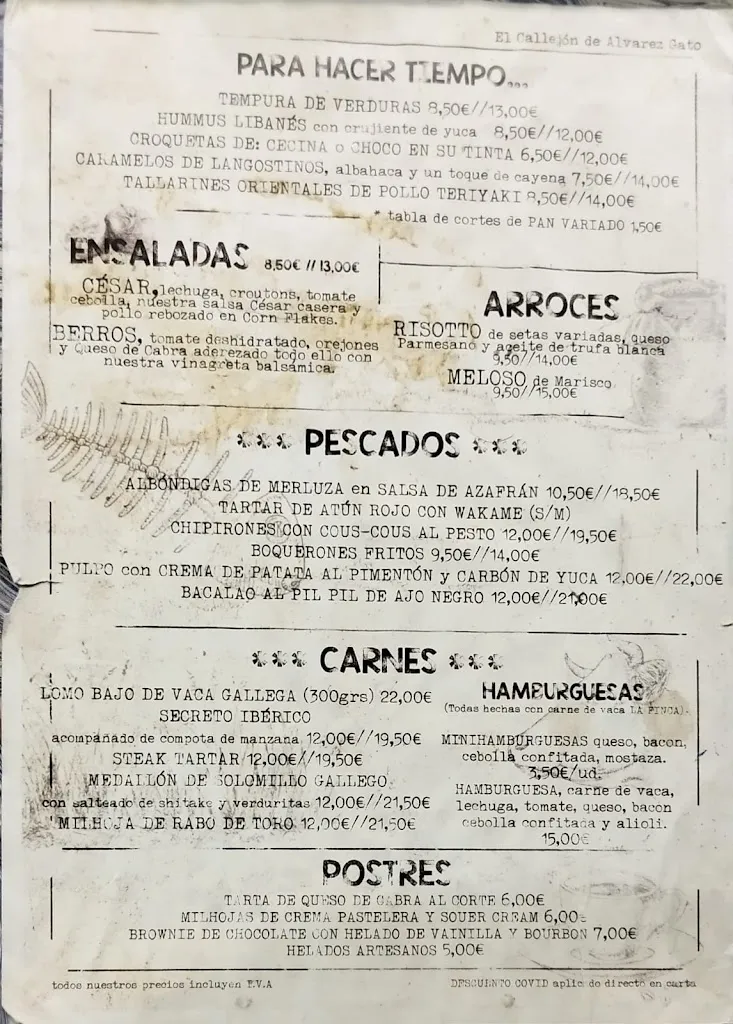 El Callejón de Alvarez Gato
PARA HACER TIEMPO...
TEMPURA DE VERDURAS 8,50€//13,00€
HUMMUS LIBANÉS con crujiente de yuca 8,50€//12,00€
CROQUETAS DE: CECINA o CHOCO EN SU TINTA 6,50€//12,00€
CARAMELOS DE LANGOSTINOS, albahaca y un toque de cayena 7,50€//14,00€
TALLARINES ORIENTALES DE POLLO TERIYAKI 8,50€//14,00€
* tabla de cortes de PAN VARIADO 1,50€
ENSALADAS 8,50€ // 13,00€
CÉSAR, lechuga, croutons, tomate
cebolla, nuestra salsa César casera y
pollo rebozado en Corn Flakes.
BERROS, tomate deshidratado, orejones
y Queso de Cabra aderezado todo ello con
nuestra vinagreta balsámica.
ARROCES
RISOTTO de setas variadas, queso
Parmesano y aceite de trufa blanca
9,50//14,00€
MELOSO de Marisco
9,50//15,00€
*** PESCADOS ***
ALBÓNDIGAS DE MERLUZA en SALSA DE AZAFRÁN 10,50€//18,50€
TARTAR DE ATÚN ROJO CON WAKAME (S/M)
CHIPIRONES CON COUS-COUS AL PESTO 12,00€//19,50€
BOQUERONES FRITOS 9,50€//14,00€
PULPO con CREMA DE PATATA AL PIMENTÓN y CARBÓN DE YUCA 12,00€//22,00€
BACALAO AL PIL PIL DE AJO NEGRO 12,00€//21,00€
*** CARNES ***
LOMO BAJO DE VACA GALLEGA (300grs) 22,00€
SECRETO IBÉRICO
acompañado de compota de manzana 12,00€//19,50€
STEAK TARTAR 12,00€//19,50€
MEDALLÓN DE SOLOMILLO GALLEGO
con salteado de shitake y verduritas 12,00€//21,50€
MILHOJA DE RABO DE TORO 12,00€//21,50€
HAMBURGUESAS
(Todas hechas con carne de vaca LA FINCA).
MINIHAMBURGUESAS queso, bacon,
cebolla confitada, mostaza.
3,50€/ud.
HAMBURGUESA, carne de vaca,
lechuga, tomate, queso, bacon
cebolla confitada y alioli.
15,00€
POSTRES
TARTA DE QUESO DE CABRA AL CORTE 6,00€
MILHOJAS DE CREMA PASTELERA Y SOUER CREAM 6,00€
BROWNIE DE CHOCOLATE CON HELADO DE VAINILLA Y BOURBON 7,00€
HELADOS ARTESANOS 5,00€
todos nuestros precios incluyen I.V.A
DESCUENTO COVID aplicado directo en carta